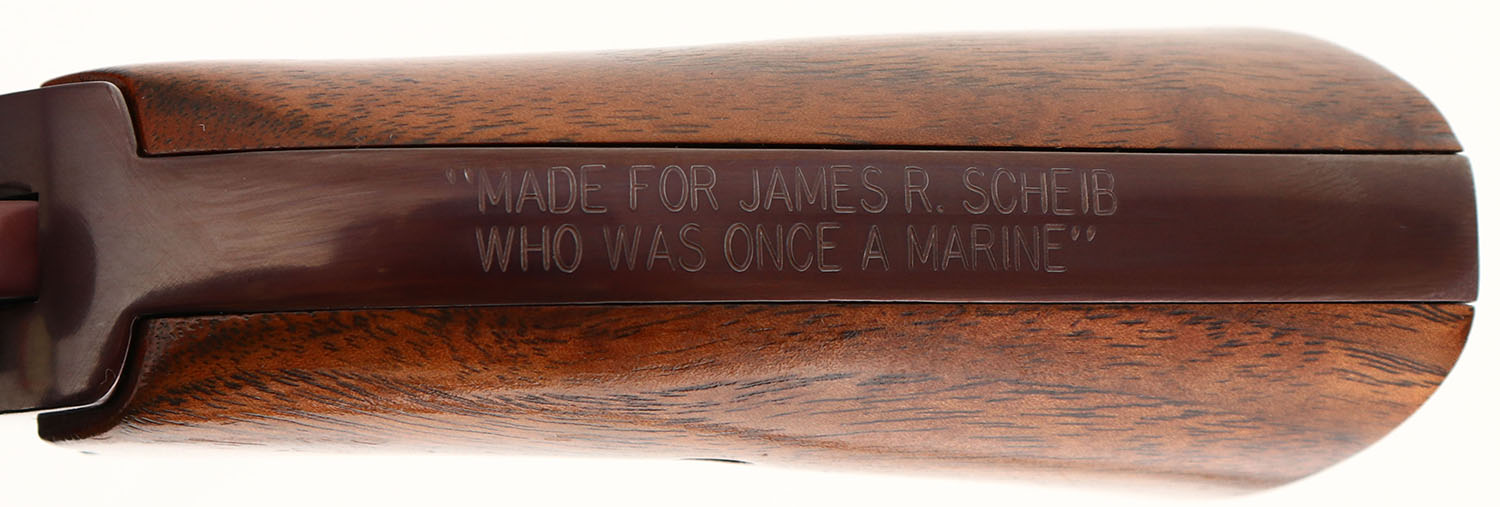 "MADE FOR JAMES R. SCHEIB
WHO WAS ONCE A MARINE"